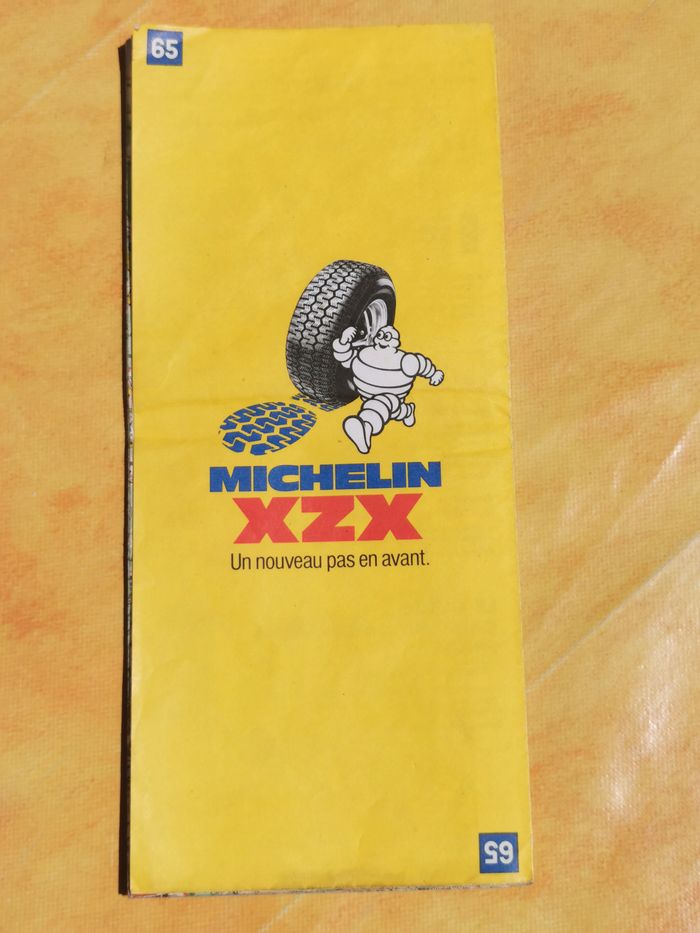 65
MICHELIN
XZX
Un nouveau pas en avant.
65